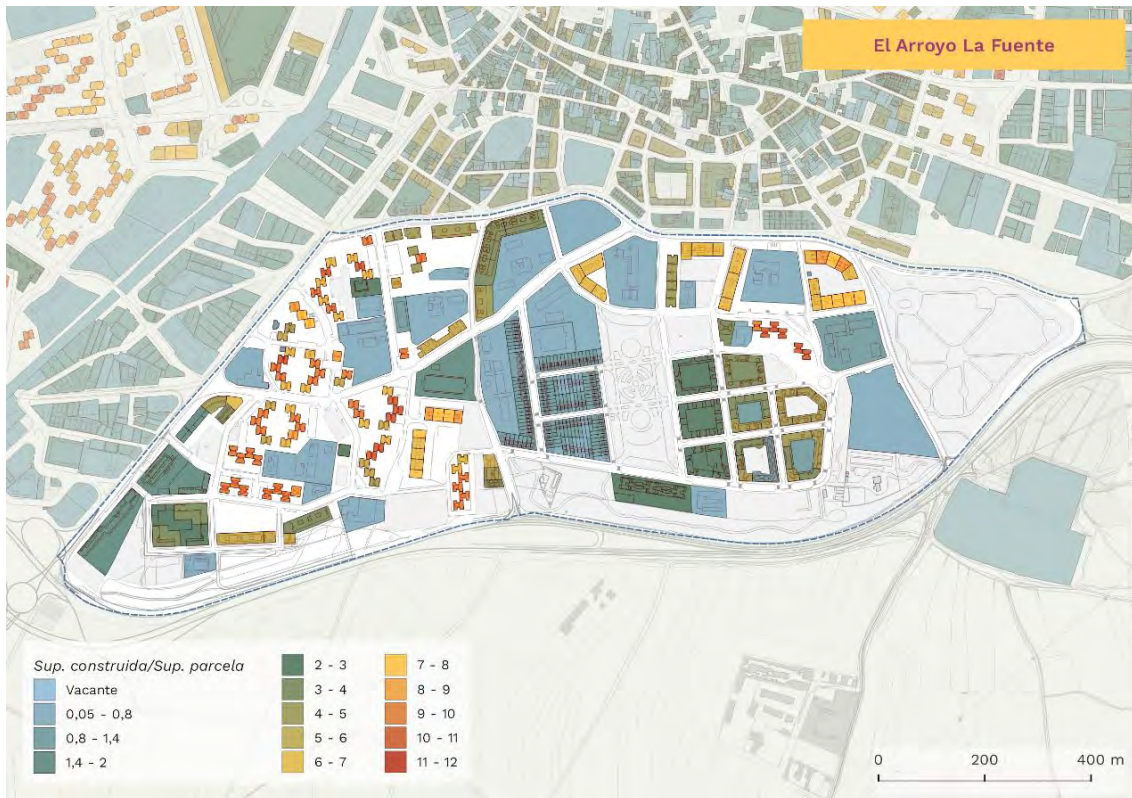 El Arroyo La Fuente
Sup. construida/Sup. parcela
Vacante
0,05 - 0,8
0,8 - 1,4
1,4 - 2
2 - 3
3 - 4
4 - 5
5 - 6
6 - 7
7 - 8
8 - 9
9 - 10
10 - 11
11 - 12
0 200 400 m